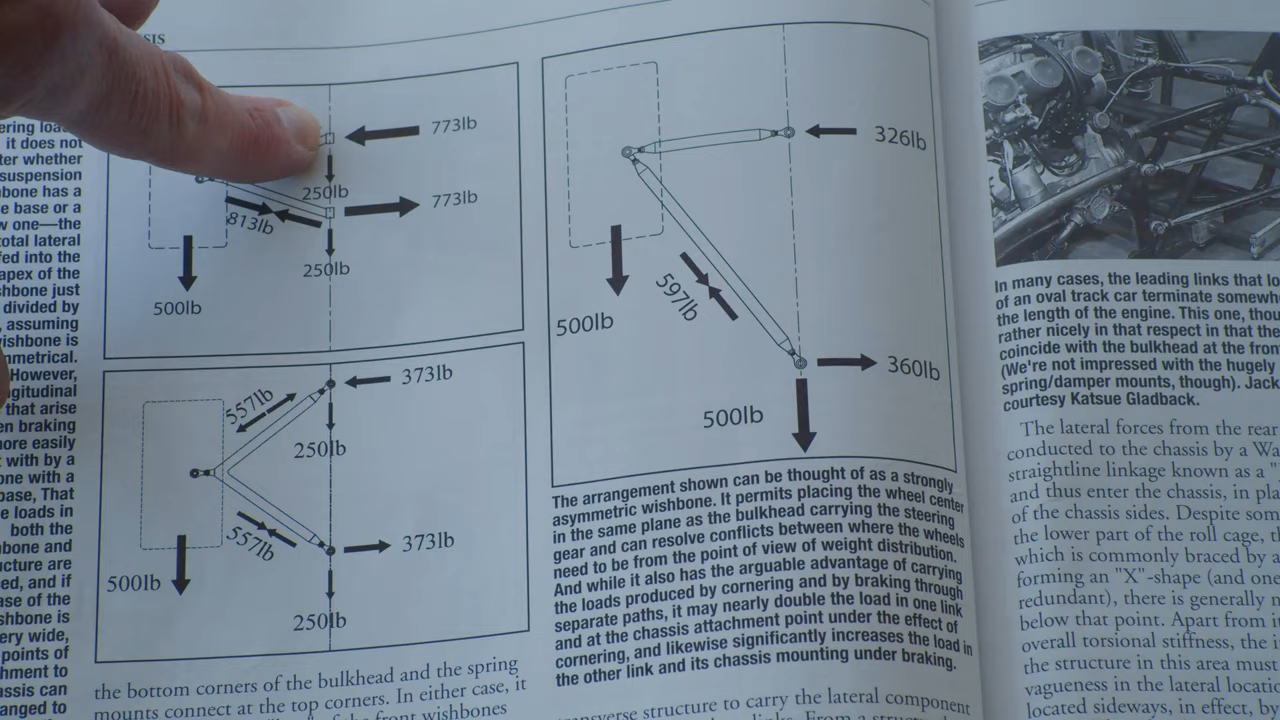 SIS
ering loa
it does not
ter whether
suspension
bone has a
e base or a
w one—the
total lateral
fed into the
apex of the
shbone just
divided by
, assuming
wishbone is
mmetrical.
However,
ngitudinal
that arise
en braking
more easily
t with by a
one with a
base, That
e loads in
both the
hbone and
ucture are
ed, and if
ase of the
shbone is
ery wide,
points of
hment to
assis can
anged to
773lb
250lb
773lb
813lb
250lb
500lb
373lb
557lb
250lb
557lb
373lb
500lb
250lb
the bottom corners of the bulkhead and the spring
mounts connect at the top corners. In either case, it
front wishbones
326lb
597lb
500lb
360lb
500lb
The arrangement shown can be thought of as a strongly
asymmetric wishbone. It permits placing the wheel center
in the same plane as the bulkhead carrying the steering
gear and can resolve conflicts between where the wheels
need to be from the point of view of weight distribution.
And while it also has the arguable advantage of carrying
the loads produced by cornering and by braking through
separate paths, it may nearly double the load in one link
and at the chassis attachment point under the effect of
cornering, and likewise significantly increases the load in
the other link and its chassis mounting under braking.
nsverse structure to carry the lateral component
In many cases, the leading links that lo
of an oval track car terminate somewh
the length of the engine. This one, thou
rather nicely in that respect in that the
coincide with the bulkhead at the fron
(We're not impressed with the hugely
spring/damper mounts, though). Jack
courtesy Katsue Gladback.
The lateral forces from the rear
conducted to the chassis by a Wa
straightline linkage known as a "
and thus enter the chassis, in pla
of the chassis sides. Despite som
the lower part of the roll cage, th
which is commonly braced by a
forming an "X"-shape (and one
redundant), there is generally n
below that point. Apart from it
overall torsional stiffness, the i
the structure in this area must
vagueness in the lateral locatio
located sideways, in effect, by